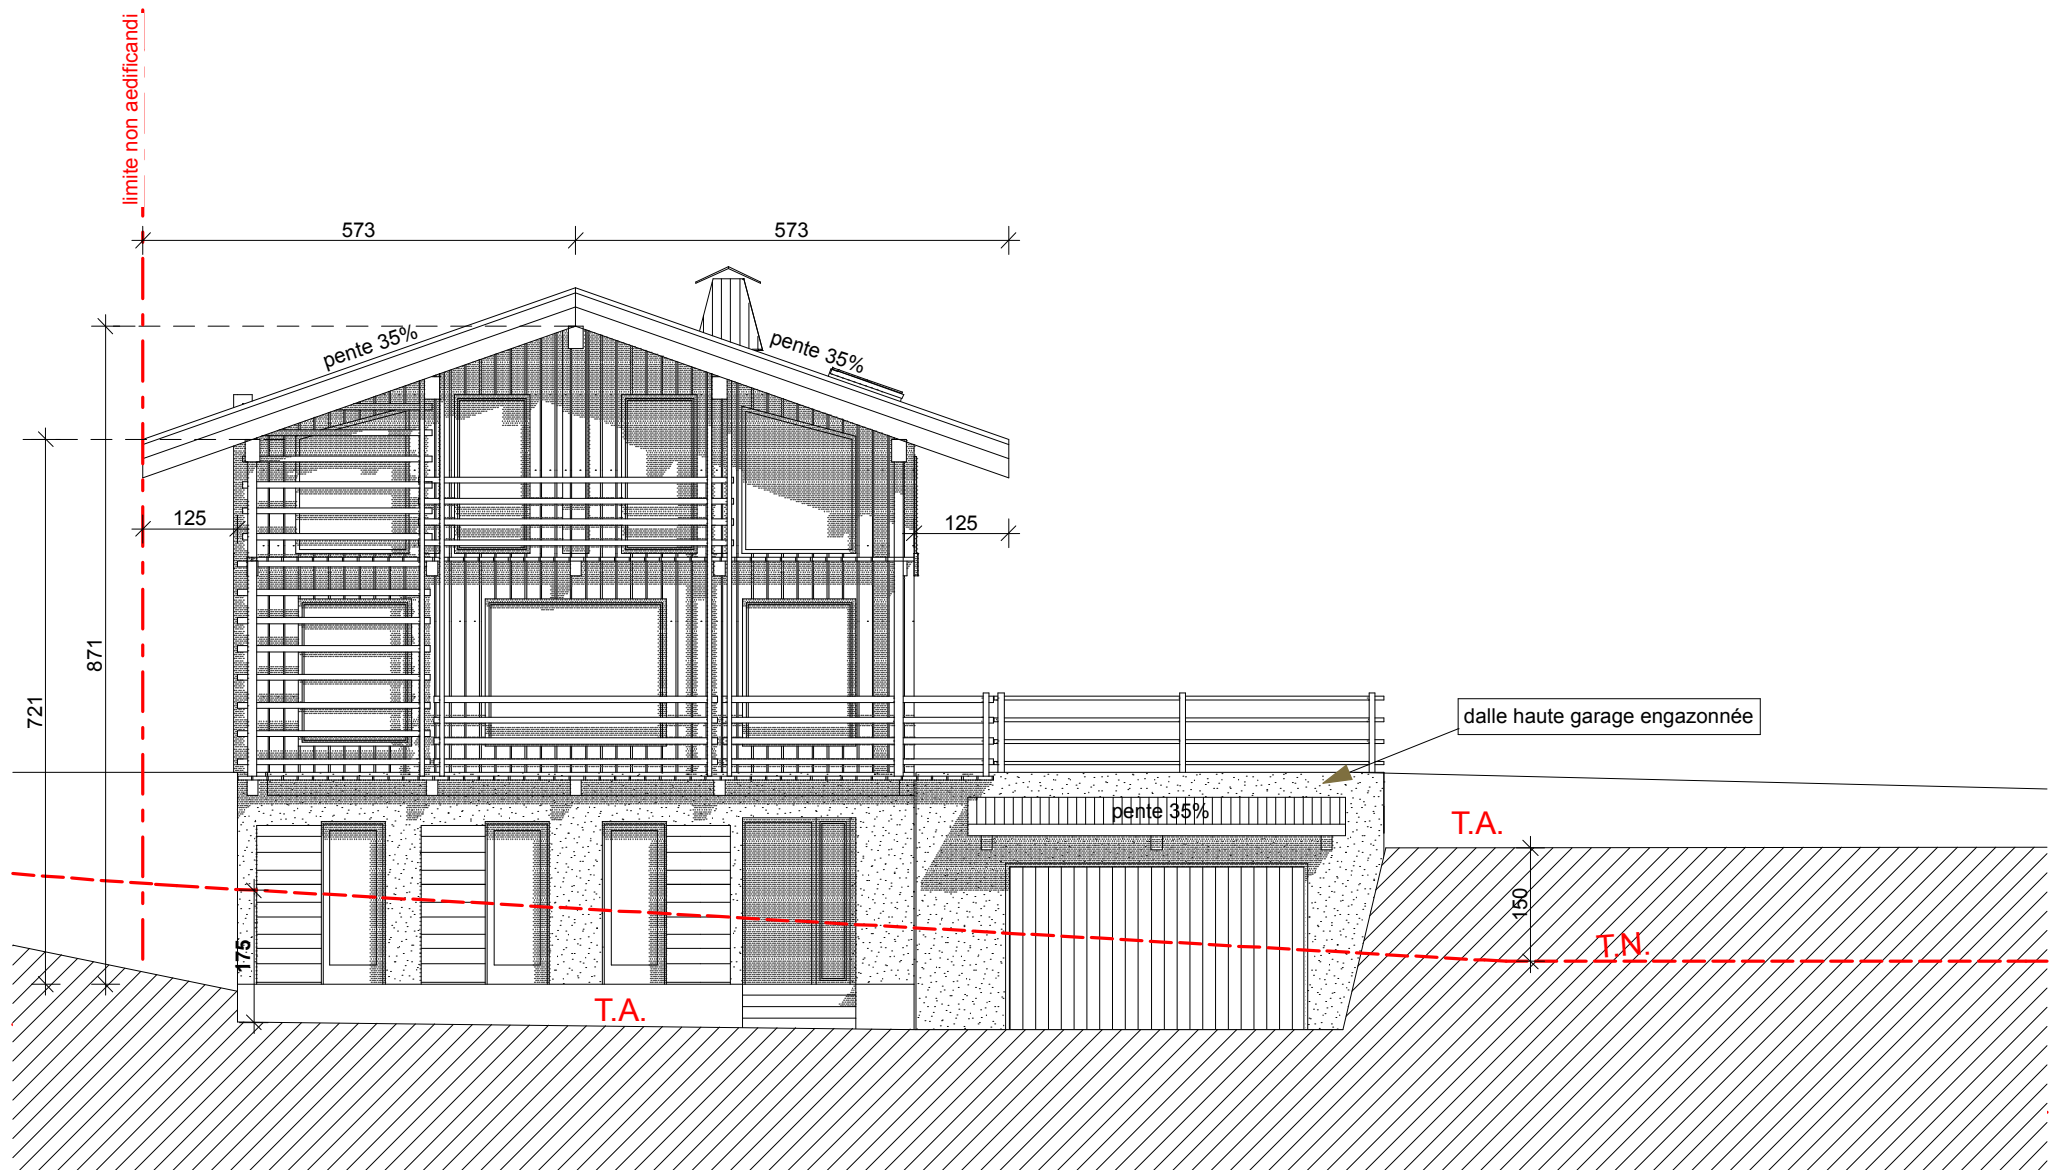 limite non aedificandi
573
573
pente 35%
pente 35%
125
125
871
721
dalle haute garage engazonnée
pente 35%
T.A.
150
T.N.
175
T.A.